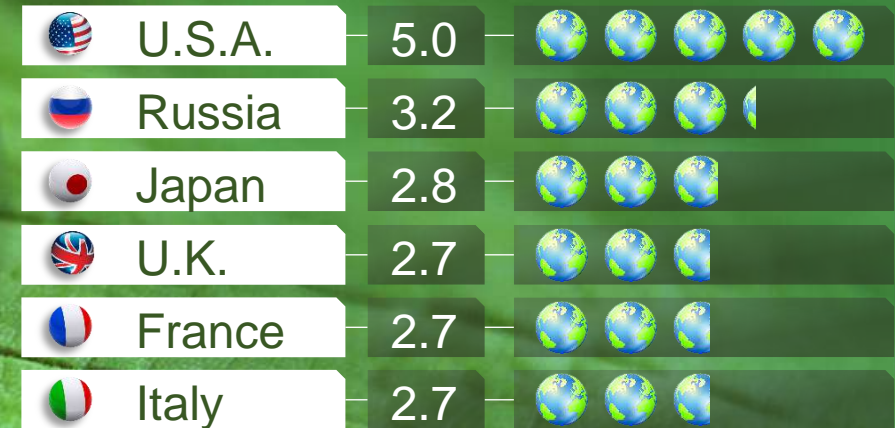 U.S.A. 5.0
Russia 3.2
Japan 2.8
U.K. 2.7
France 2.7
Italy 2.7